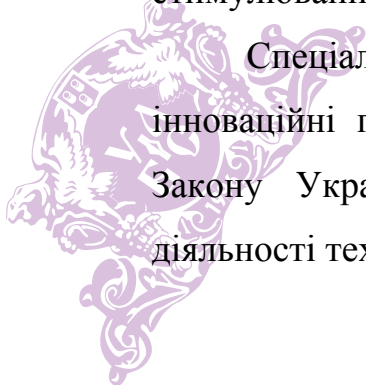 Спеціал
інноваційні п
Закону Укра
діяльності тех